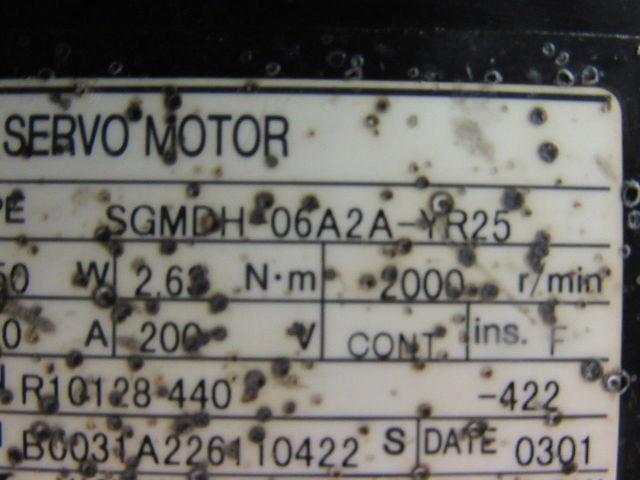 SERVO MOTOR
PE SGMDH-06A2A-YR25
50 W 2.63 N·m 2000 r/min
0 A 200 V CONT. ins. F
R10128-440 -422
B0031A226110422 S DATE 0301